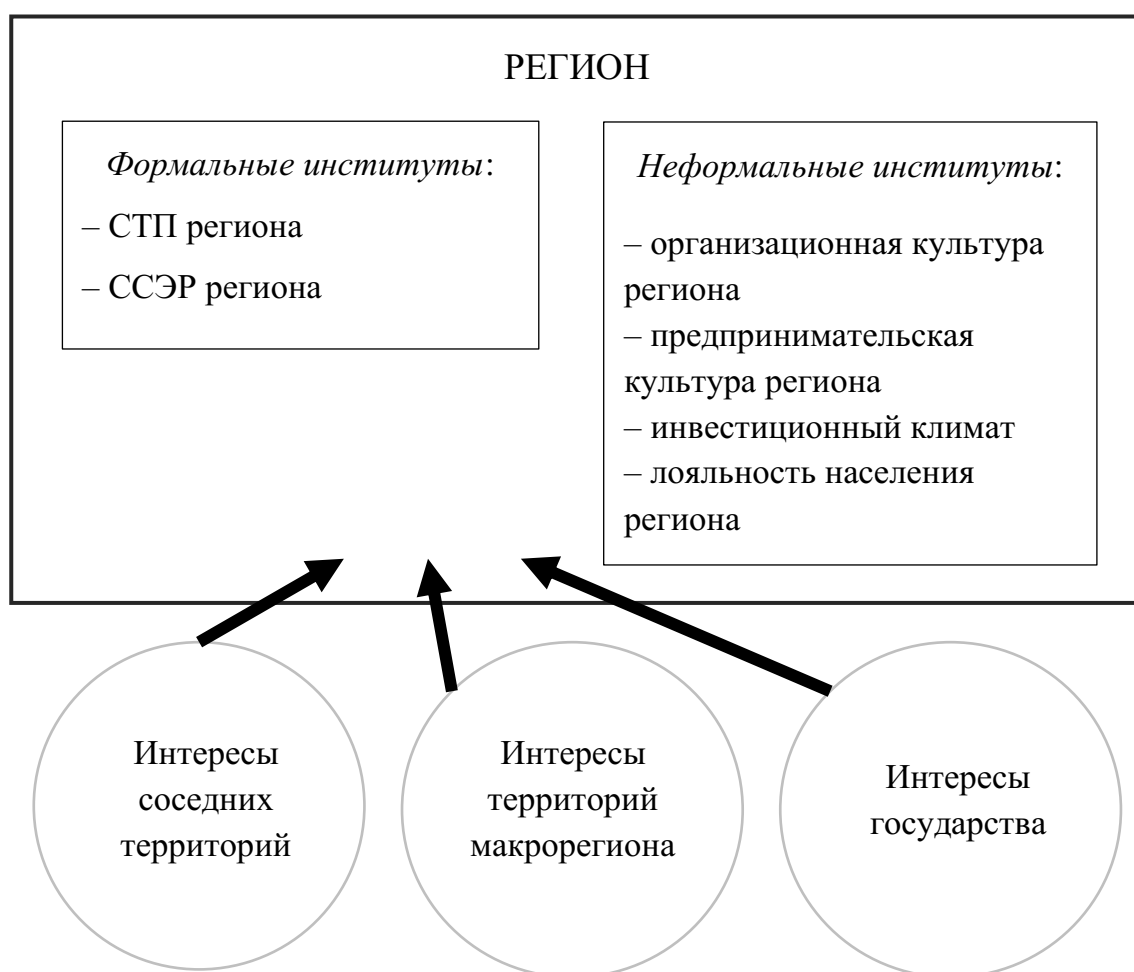 РЕГИОН
Формальные институты:
– СТП региона
– ССЭР региона
Неформальные институты:
– организационная культура
региона
– предпринимательская
культура региона
– инвестиционный климат
– лояльность населения
региона
Интересы
соседних
территорий
Интересы
территорий
макрорегиона
Интересы
государства